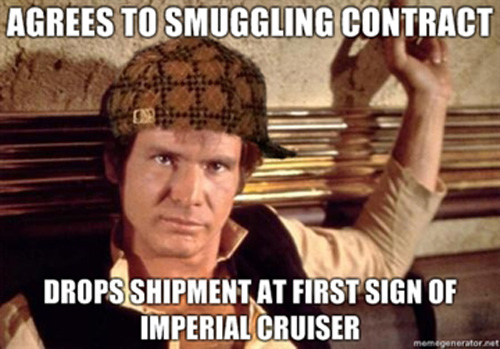 AGREES TO SMUGGLING CONTRACT
DROPS SHIPMENT AT FIRST SIGN OF
IMPERIAL CRUISER
memegenerator.net